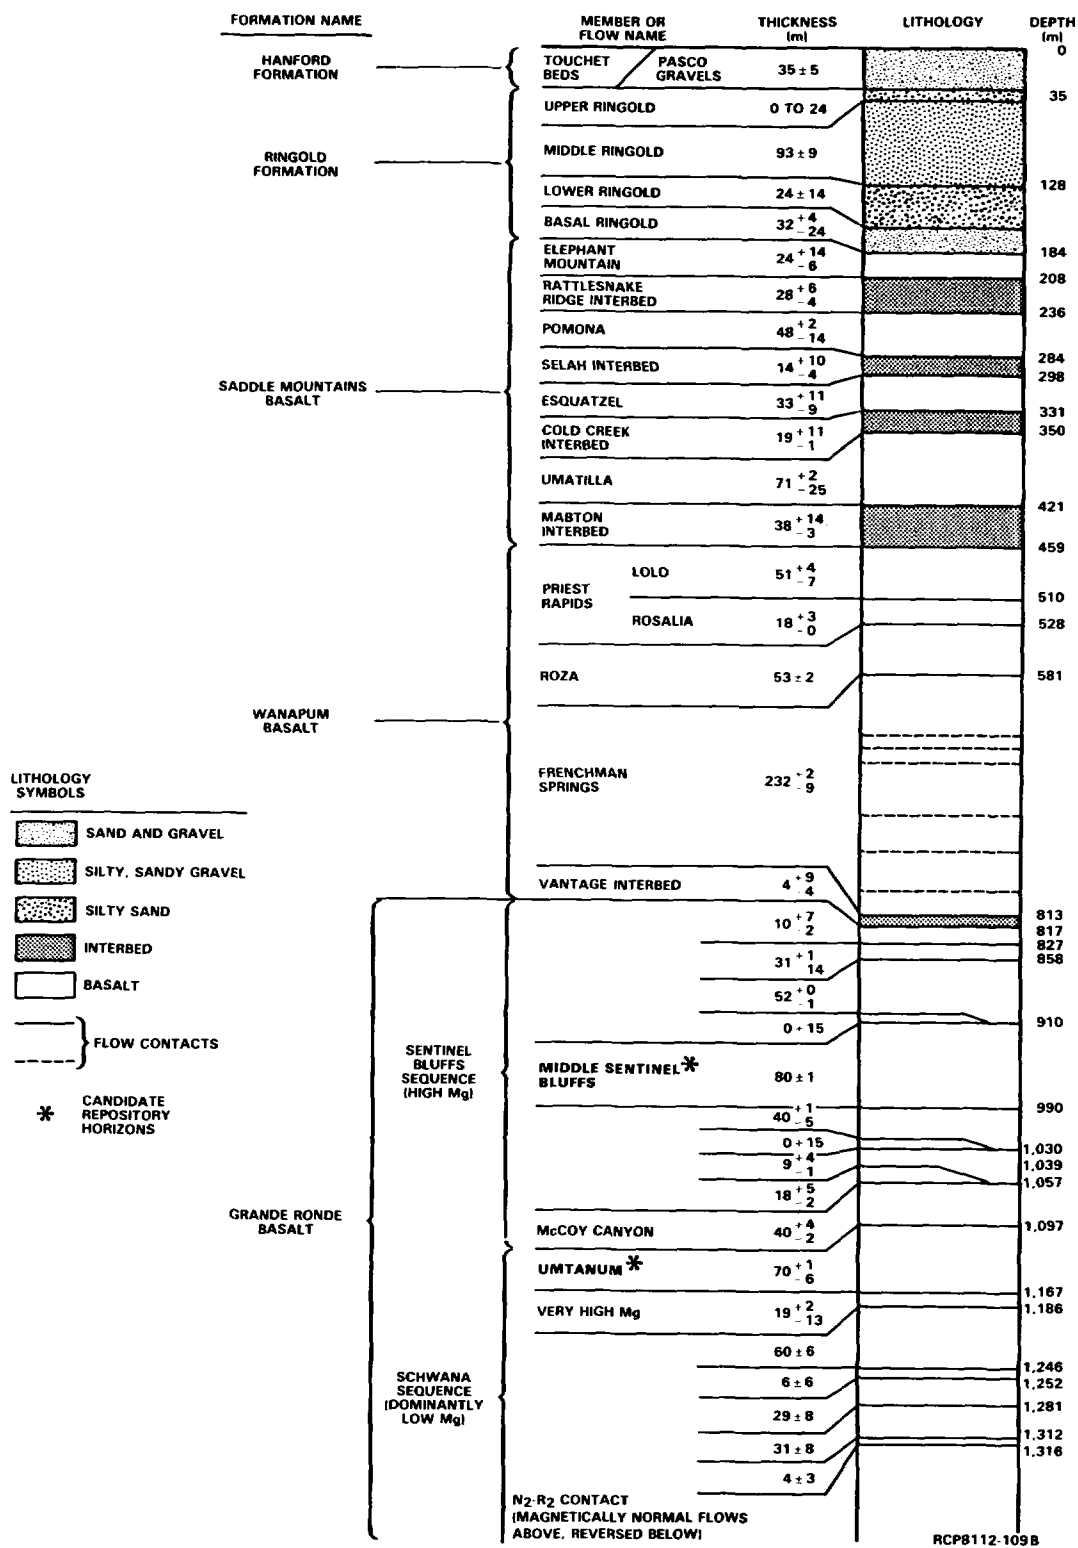 FORMATION NAME
MEMBER OR
FLOW NAME
THICKNESS
(m)
LITHOLOGY
DEPTH
(m)
0
HANFORD
FORMATION
TOUCHET
BEDS
PASCO
GRAVELS
35 ± 5
35
UPPER RINGOLD
0 TO 24
RINGOLD
FORMATION
MIDDLE RINGOLD
93 ± 9
128
LOWER RINGOLD
24 ± 14
BASAL RINGOLD
32 + 4
- 24
184
ELEPHANT
MOUNTAIN
24 + 14
- 6
208
RATTLESNAKE
RIDGE INTERBED
28 + 6
- 4
236
POMONA
48 + 2
- 14
284
SELAH INTERBED
14 + 10
- 4
298
SADDLE MOUNTAINS
BASALT
ESQUATZEL
33 + 11
- 9
331
COLD CREEK
INTERBED
19 + 11
- 1
350
UMATILLA
71 + 2
- 25
421
MABTON
INTERBED
38 + 14
- 3
459
PRIEST
RAPIDS
LOLO
51 + 4
- 7
510
ROSALIA
18 + 3
- 0
528
ROZA
53 ± 2
581
WANAPUM
BASALT
FRENCHMAN
SPRINGS
232 + 2
- 9
VANTAGE INTERBED
4 + 9
- 4
813
817
10 + 7
- 2
827
31 + 1
14
858
52 + 0
- 1
910
0 + 15
SENTINEL
BLUFFS
SEQUENCE
(HIGH Mg)
MIDDLE SENTINEL*
BLUFFS
80 ± 1
990
40 + 1
- 5
1,030
0 + 15
9 + 4
- 1
1,039
18 + 5
- 2
1,057
GRANDE RONDE
BASALT
McCOY CANYON
40 + 4
- 2
1,097
UMTANUM*
70 + 1
- 6
1,167
VERY HIGH Mg
19 + 2
- 13
1,186
60 ± 6
1,246
SCHWANA
SEQUENCE
(DOMINANTLY
LOW Mg)
6 ± 6
1,252
29 ± 8
1,281
31 ± 8
1,312
4 ± 3
1,316
N2-R2 CONTACT
(MAGNETICALLY NORMAL FLOWS
ABOVE, REVERSED BELOW)
RCP8112-109B
LITHOLOGY
SYMBOLS
SAND AND GRAVEL
SILTY, SANDY GRAVEL
SILTY SAND
INTERBED
BASALT
FLOW CONTACTS
* CANDIDATE
REPOSITORY
HORIZONS